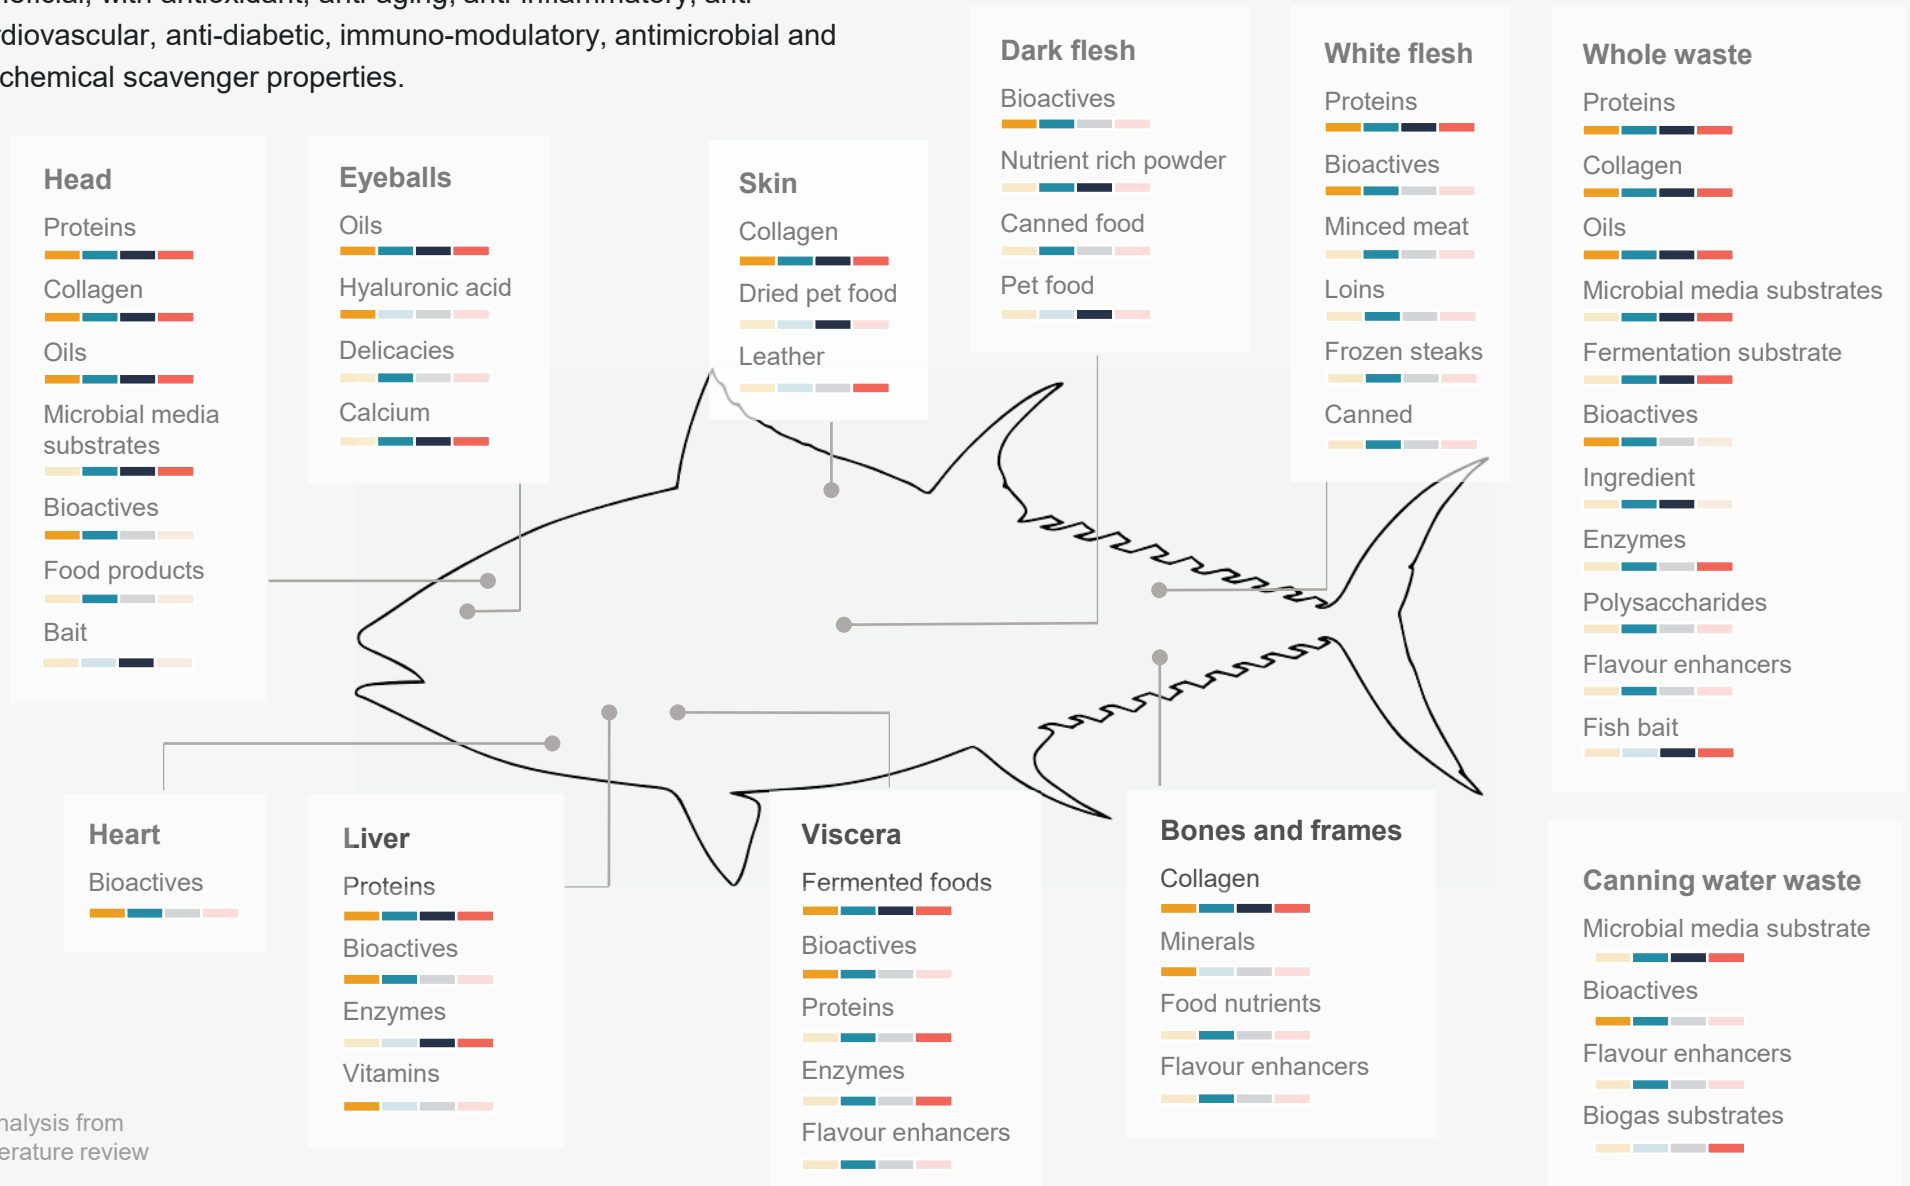 diovascular, anti-diabetic, immuno-modulatory, antimicrobial and
chemical scavenger properties.
Head
Proteins
Collagen
Oils
Microbial media
substrates
Bioactives
Food products
Bait
Eyeballs
Oils
Hyaluronic acid
Delicacies
Calcium
Skin
Collagen
Dried pet food
Leather
Dark flesh
Bioactives
Nutrient rich powder
Canned food
Pet food
White flesh
Proteins
Bioactives
Minced meat
Loins
Frozen steaks
Canned
Whole waste
Proteins
Collagen
Oils
Microbial media substrates
Fermentation substrate
Bioactives
Ingredient
Enzymes
Polysaccharides
Flavour enhancers
Fish bait
Heart
Bioactives
Liver
Proteins
Bioactives
Enzymes
Vitamins
Viscera
Fermented foods
Bioactives
Proteins
Enzymes
Flavour enhancers
Bones and frames
Collagen
Minerals
Food nutrients
Flavour enhancers
Canning water waste
Microbial media substrate
Bioactives
Flavour enhancers
Biogas substrates
nalysis from
erature review